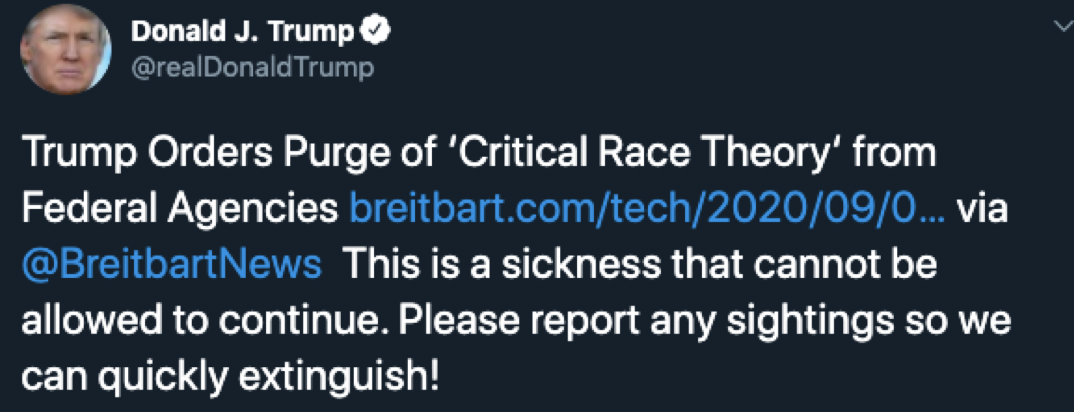 Donald J. Trump
@realDonaldTrump
Trump Orders Purge of 'Critical Race Theory' from
Federal Agencies breitbart.com/tech/2020/09/0... via
@BreitbartNews This is a sickness that cannot be
allowed to continue. Please report any sightings so we
can quickly extinguish!